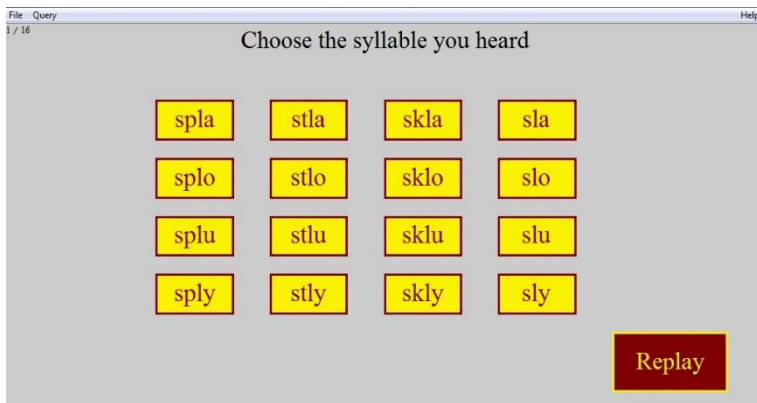 File Query Help
1 / 16
Choose the syllable you heard
spla stla skla sla
splo stlo sklo slo
splu stlu sklu slu
sply stly skly sly
Replay